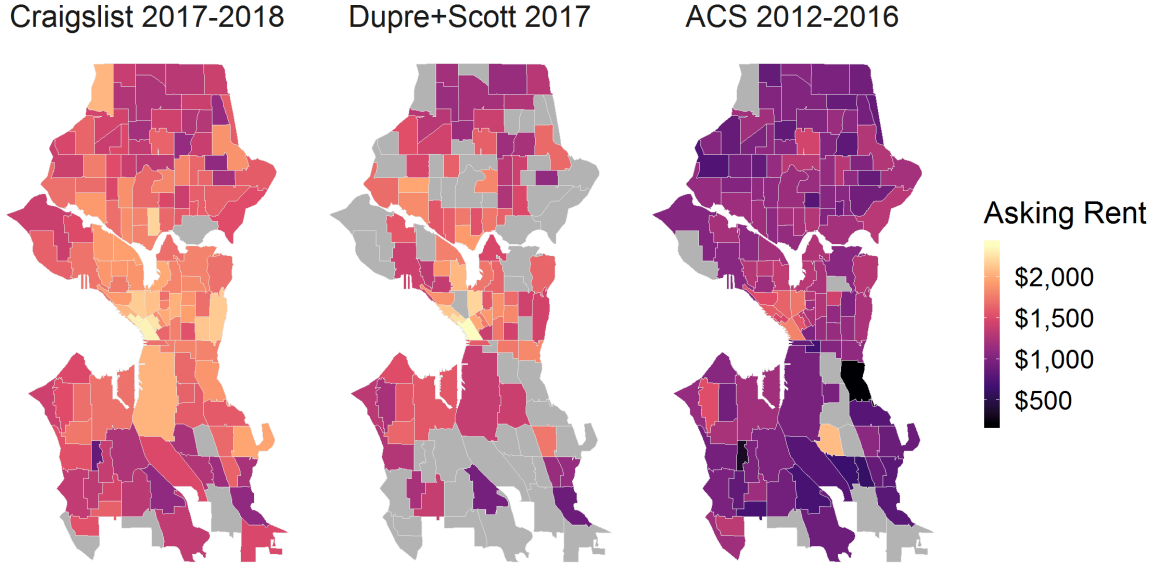 Craigslist 2017-2018
Dupre+Scott 2017
ACS 2012-2016
Asking Rent
$2,000
$1,500
$1,000
$500